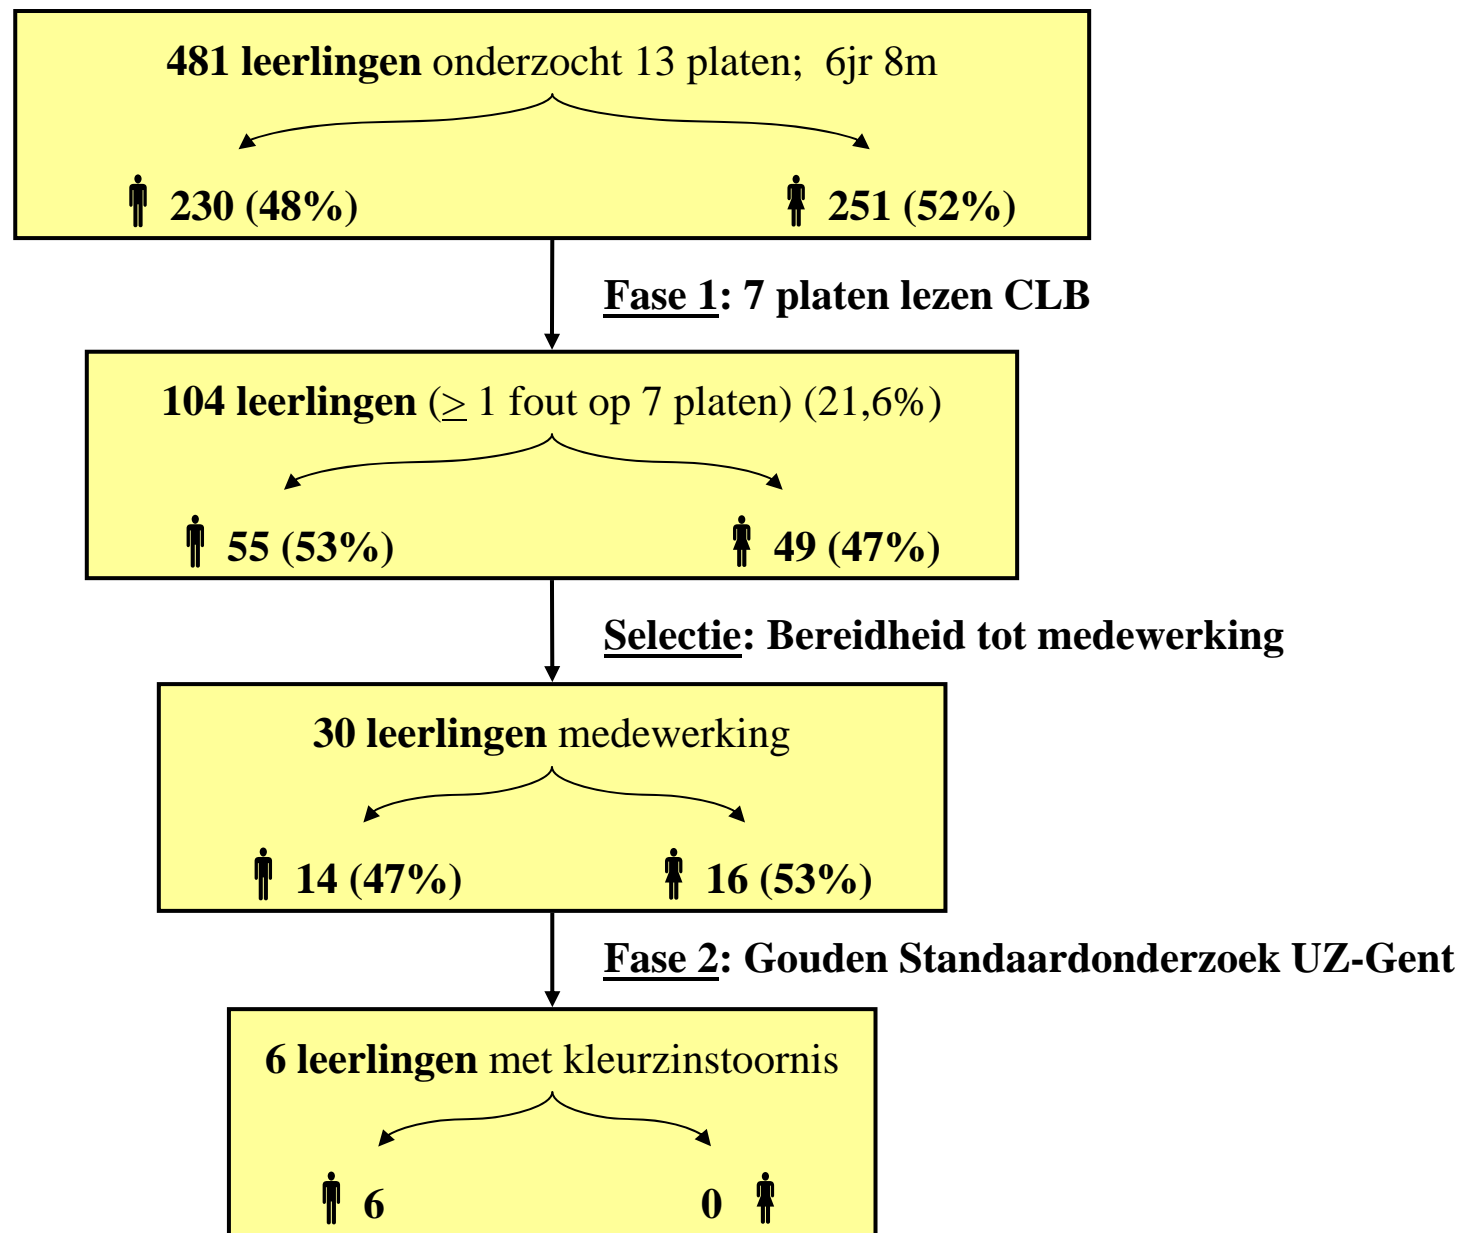 481 leerlingen onderzocht 13 platen; 6jr 8m
230 (48%) 251 (52%)
Fase 1: 7 platen lezen CLB
104 leerlingen (≥ 1 fout op 7 platen) (21,6%)
55 (53%) 49 (47%)
Selectie: Bereidheid tot medewerking
30 leerlingen medewerking
14 (47%) 16 (53%)
Fase 2: Gouden Standaardonderzoek UZ-Gent
6 leerlingen met kleurzinstoornis
6 0